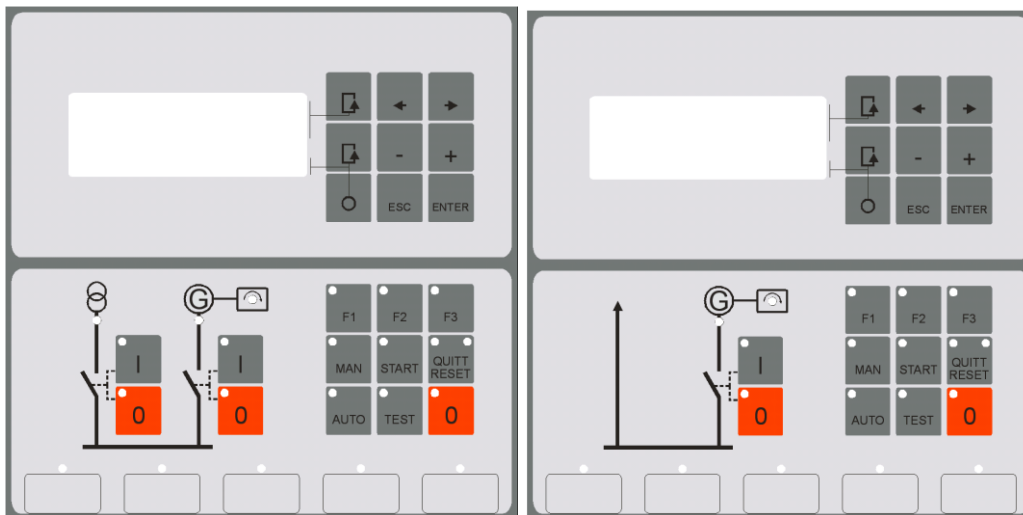 ESC ENTER
G
F1 F2 F3
I I
MAN START QUITT RESET
0 0
AUTO TEST 0
ESC ENTER
G
F1 F2 F3
I
MAN START QUITT RESET
0
AUTO TEST 0